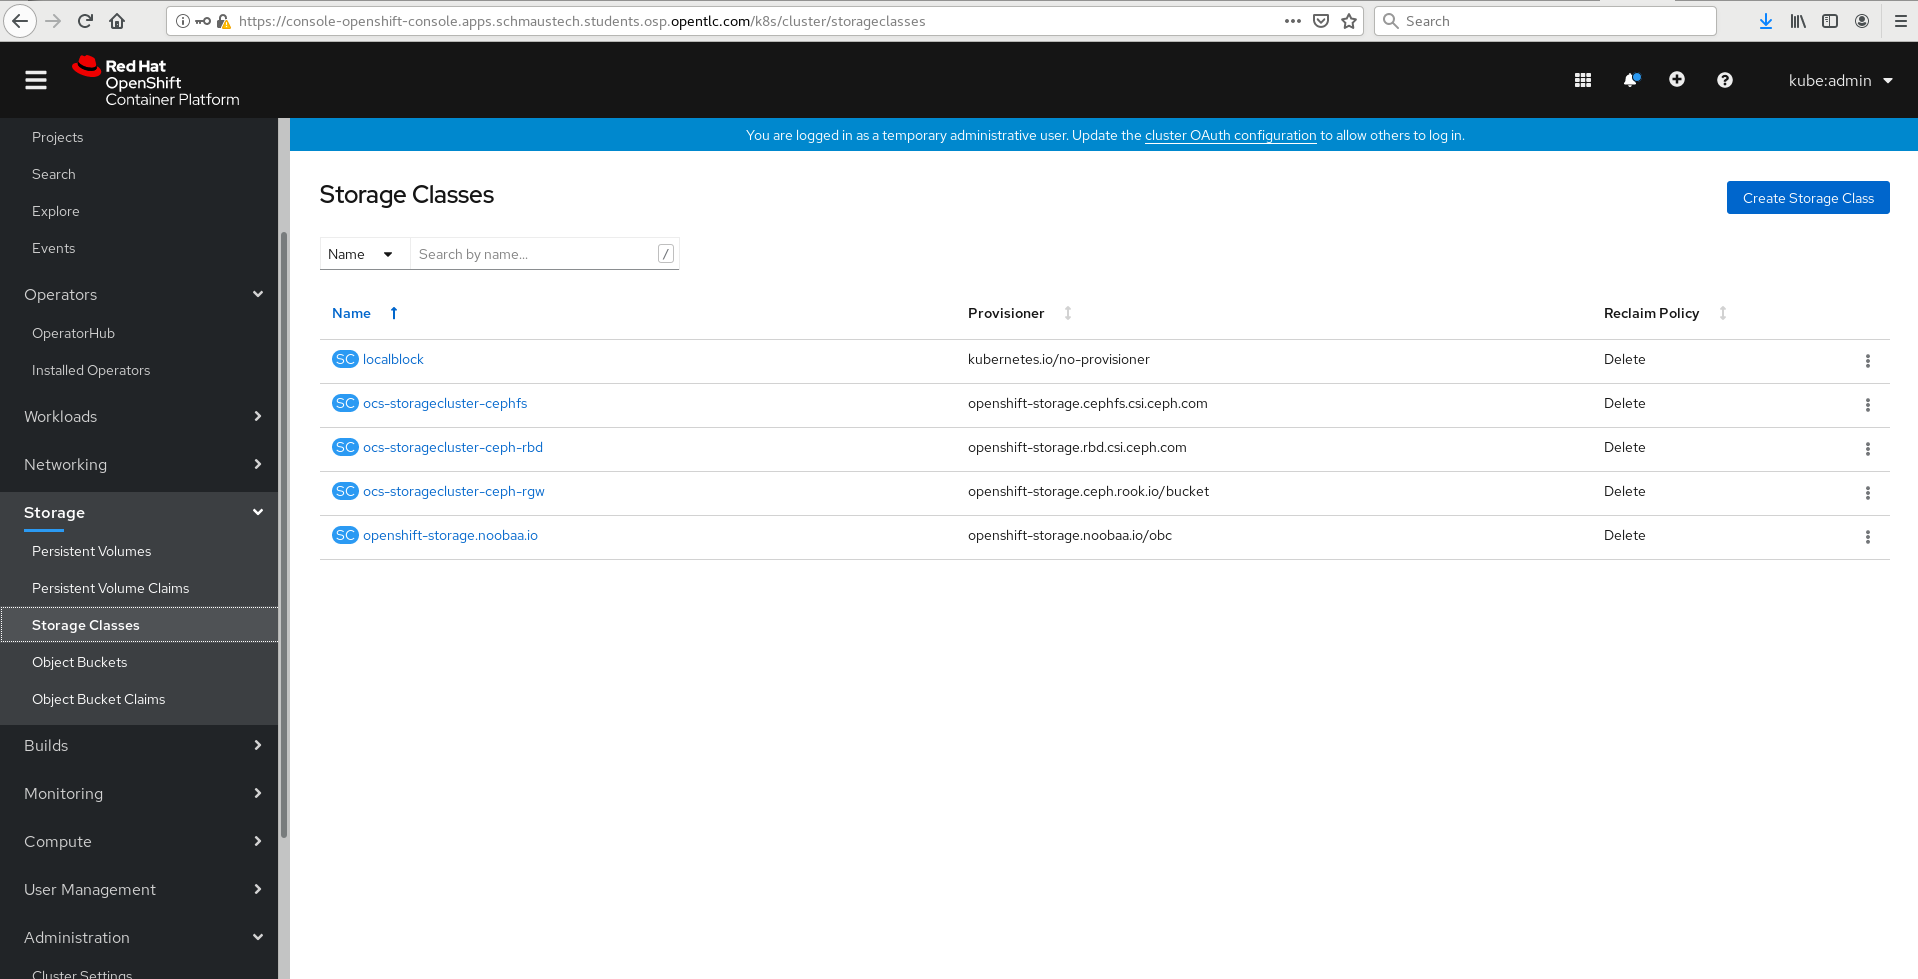 https://console-openshift-console.apps.schmaustech.students.osp.opentlc.com/k8s/cluster/storageclasses
Search
Red Hat
OpenShift
Container Platform
kube:admin
You are logged in as a temporary administrative user. Update the cluster OAuth configuration to allow others to log in.
Projects
Search
Explore
Events
Operators
OperatorHub
Installed Operators
Workloads
Networking
Storage
Persistent Volumes
Persistent Volume Claims
Storage Classes
Object Buckets
Object Bucket Claims
Builds
Monitoring
Compute
User Management
Administration
Cluster Settings
Storage Classes
Create Storage Class
Name Search by name... /
Name Provisioner Reclaim Policy
SC localblock kubernetes.io/no-provisioner Delete
SC ocs-storagecluster-cephfs openshift-storage.cephfs.csi.ceph.com Delete
SC ocs-storagecluster-ceph-rbd openshift-storage.rbd.csi.ceph.com Delete
SC ocs-storagecluster-ceph-rgw openshift-storage.ceph.rook.io/bucket Delete
SC openshift-storage.noobaa.io openshift-storage.noobaa.io/obc Delete